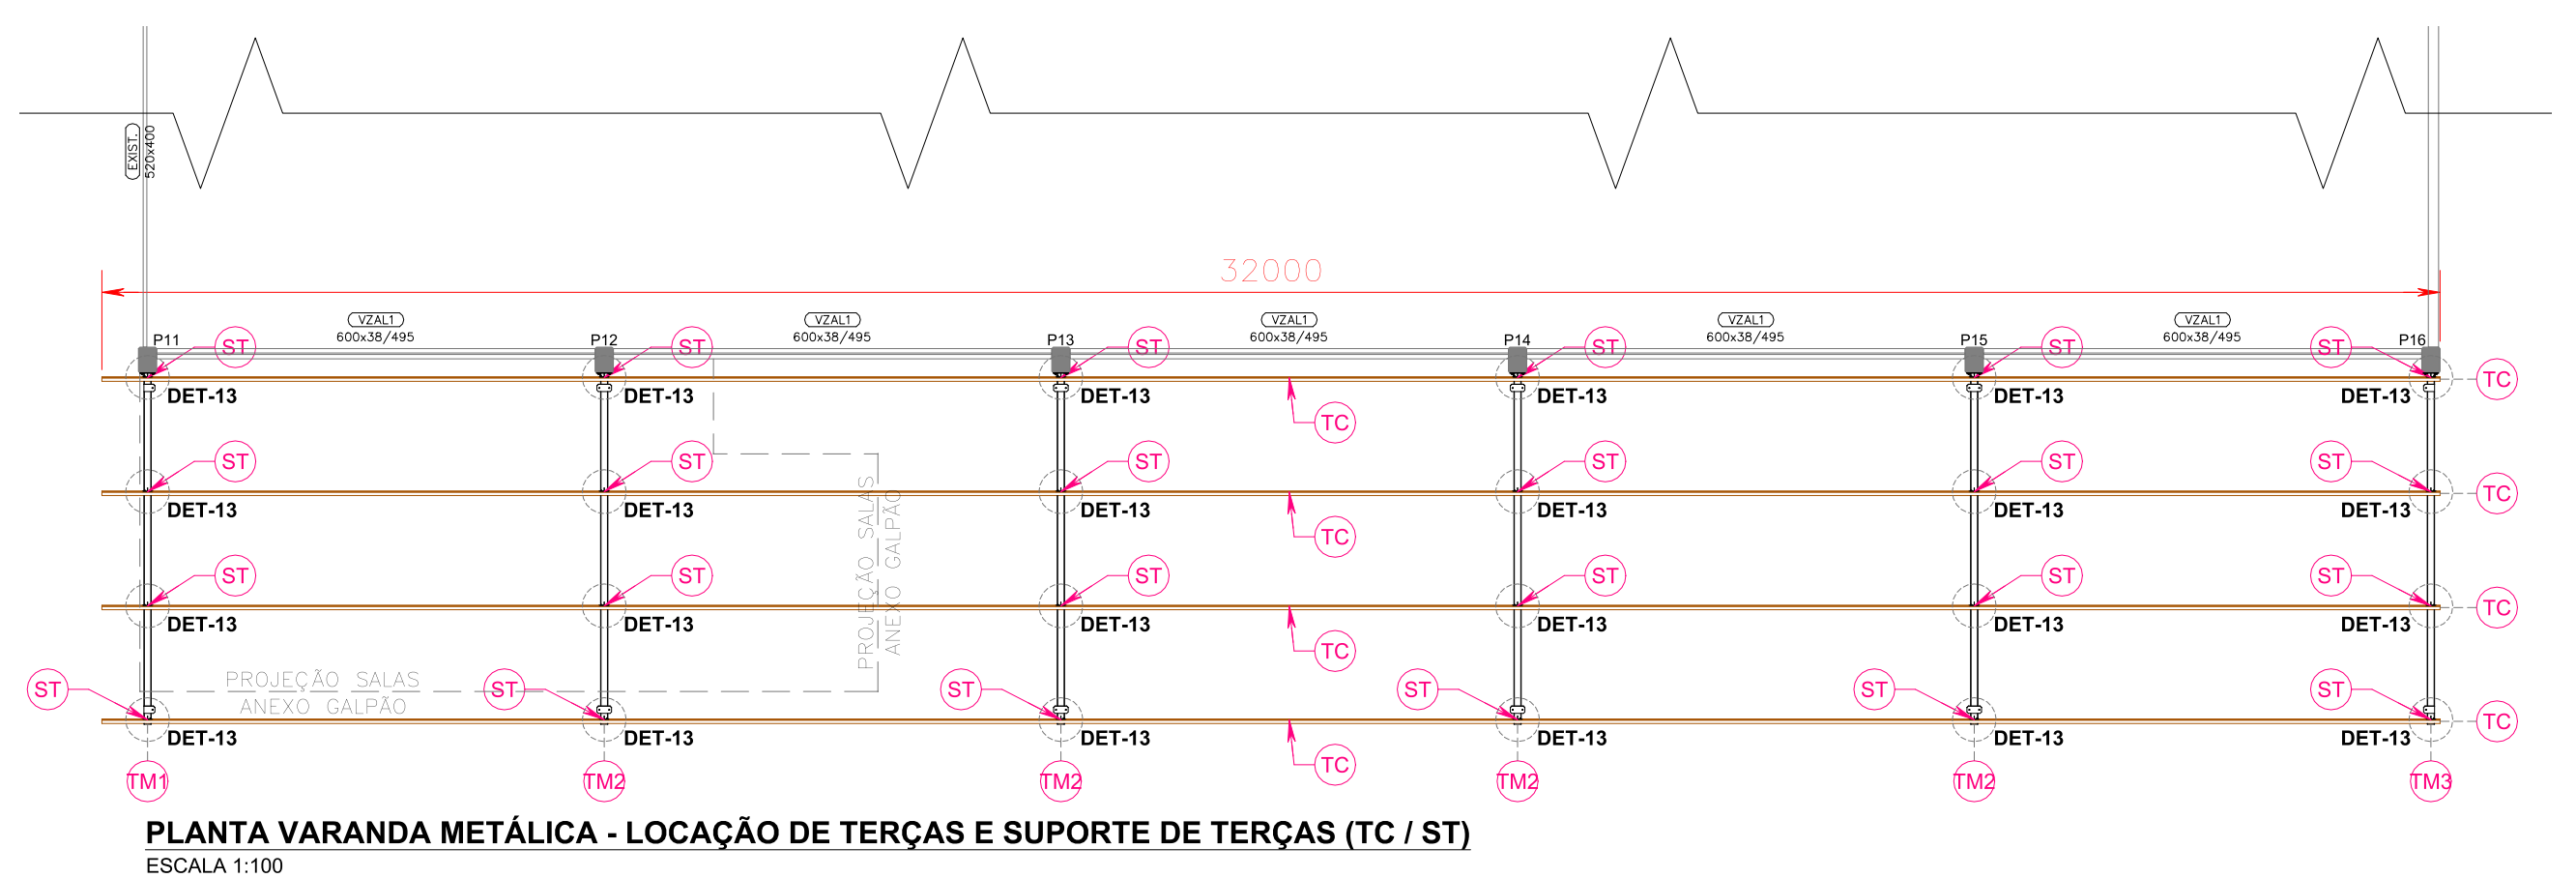 EXIST.
520x400
32000
VZAL1
600x38/495
VZAL1
600x38/495
VZAL1
600x38/495
VZAL1
600x38/495
VZAL1
600x38/495
P11
ST
P12
ST
P13
ST
P14
ST
P15
ST
ST
P16
TC
DET-13
DET-13
DET-13
DET-13
DET-13
DET-13
TC
ST
ST
ST
ST
ST
ST
TC
DET-13
DET-13
DET-13
DET-13
DET-13
DET-13
TC
PROJEÇÃO SALAS
ANEXO GALPÃO
ST
ST
ST
ST
ST
ST
TC
DET-13
DET-13
DET-13
DET-13
DET-13
DET-13
TC
PROJEÇÃO SALAS
ANEXO GALPÃO
ST
ST
ST
ST
ST
ST
TC
DET-13
DET-13
DET-13
DET-13
DET-13
DET-13
TC
TM1
TM2
TM2
TM2
TM2
TM3
PLANTA VARANDA METÁLICA - LOCAÇÃO DE TERÇAS E SUPORTE DE TERÇAS (TC / ST)
ESCALA 1:100